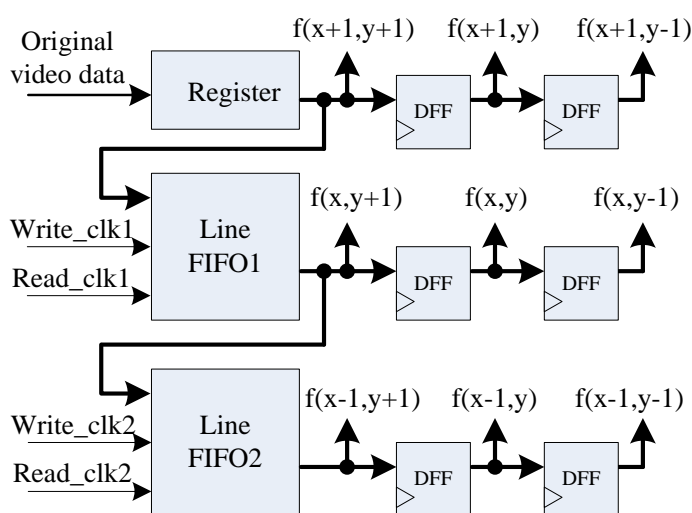 Original
video data
Register
f(x+1,y+1)
f(x+1,y)
f(x+1,y-1)
DFF
DFF
Write_clk1
Read_clk1
Line
FIFO1
f(x,y+1)
f(x,y)
f(x,y-1)
DFF
DFF
Write_clk2
Read_clk2
Line
FIFO2
f(x-1,y+1)
f(x-1,y)
f(x-1,y-1)
DFF
DFF